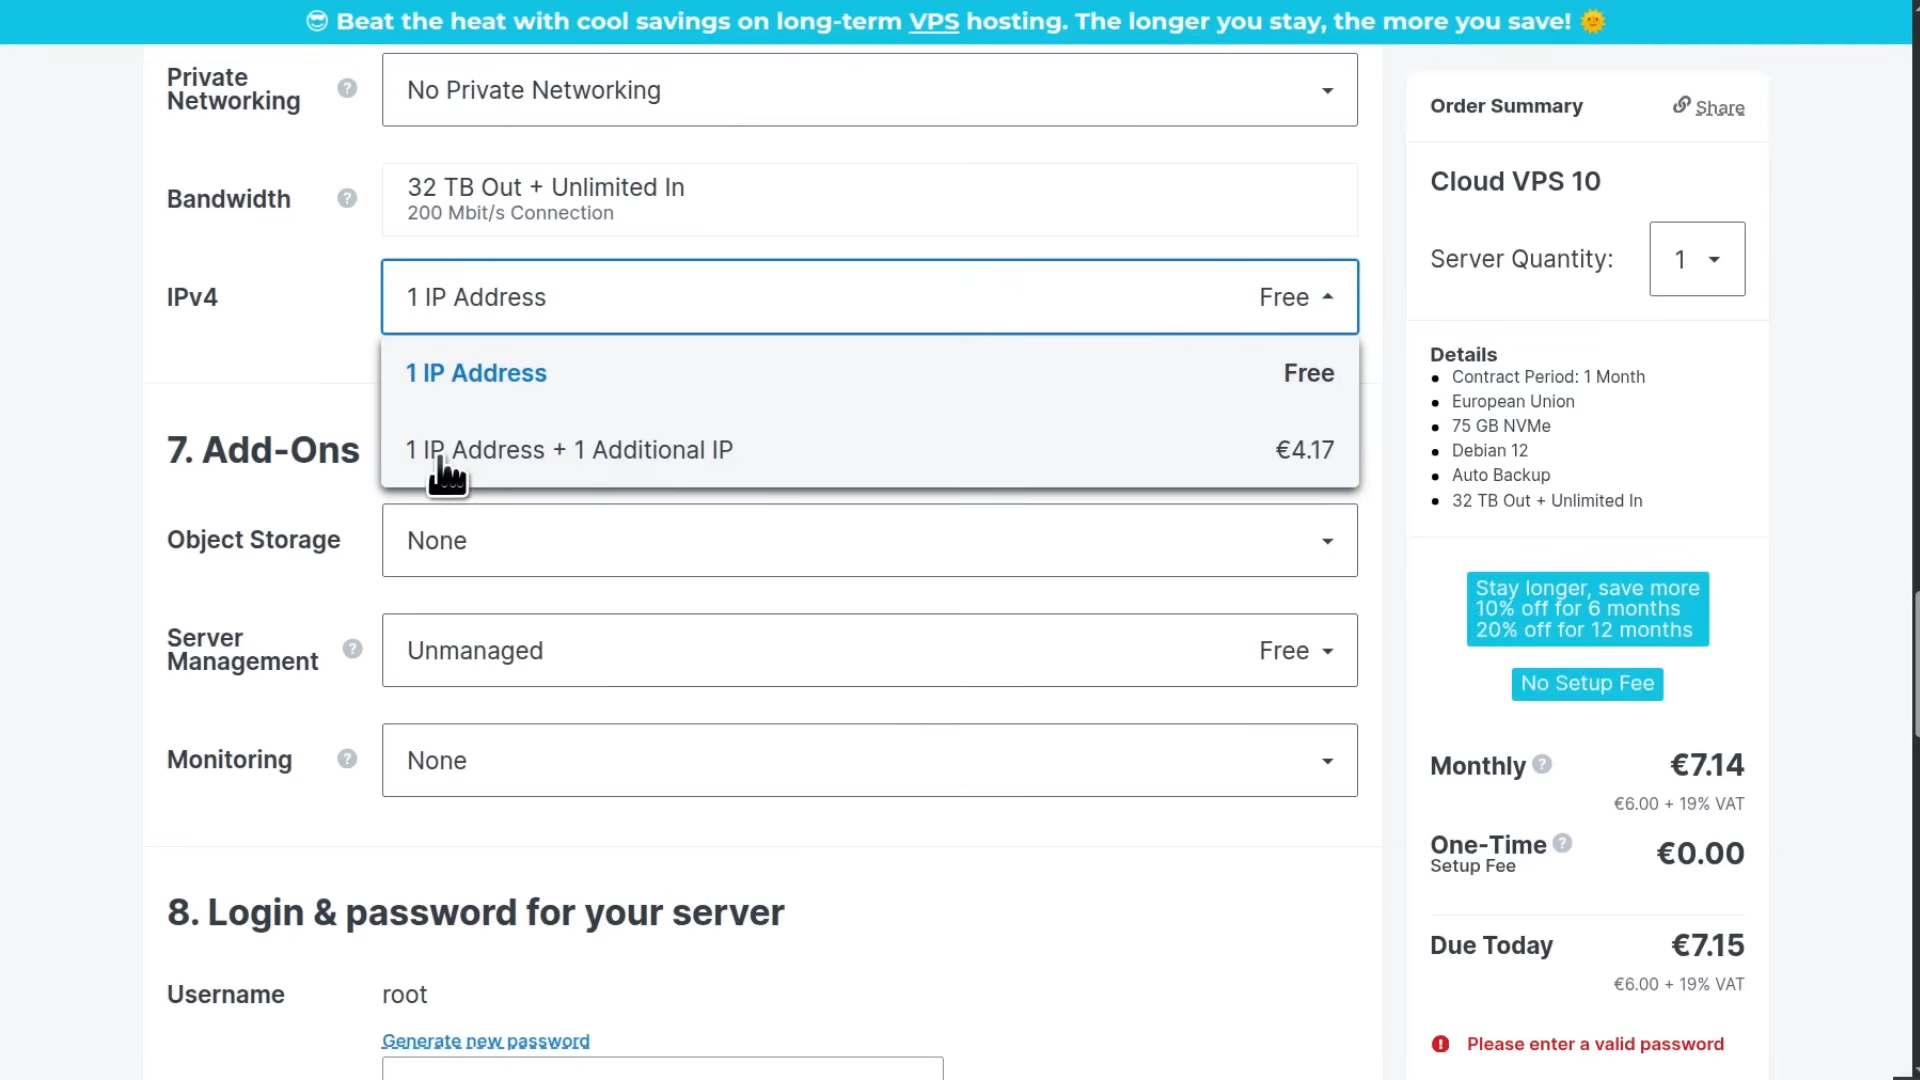 😎 Beat the heat with cool savings on long-term VPS hosting. The longer you stay, the more you save! 🌞
Private
Networking
?
No Private Networking
Bandwidth
?
32 TB Out + Unlimited In
200 Mbit/s Connection
IPv4
1 IP Address
Free
1 IP Address
Free
1 IP Address + 1 Additional IP
€4.17
7. Add-Ons
Object Storage
None
Server
Management
?
Unmanaged
Free
Monitoring
?
None
8. Login & password for your server
Username
root
Generate new password
Order Summary
Share
Cloud VPS 10
Server Quantity:
1
Details
Contract Period: 1 Month
European Union
75 GB NVMe
Debian 12
Auto Backup
32 TB Out + Unlimited In
Stay longer, save more
10% off for 6 months
20% off for 12 months
No Setup Fee
Monthly ?
€7.14
€6.00 + 19% VAT
One-Time ?
Setup Fee
€0.00
Due Today
€7.15
€6.00 + 19% VAT
Please enter a valid password